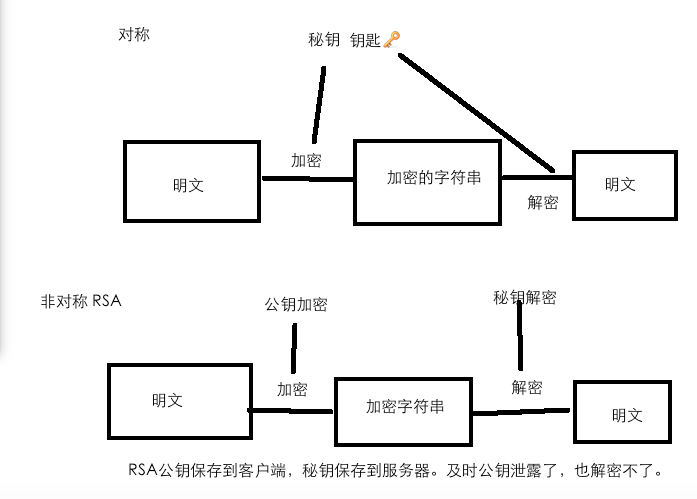 对称
秘钥 钥匙🔑
加密
明文
加密的字符串
解密
明文
非对称 RSA
公钥加密
秘钥解密
加密
解密
明文
加密字符串
明文
RSA公钥保存到客户端，秘钥保存到服务器。及时公钥泄露了，也解密不了。